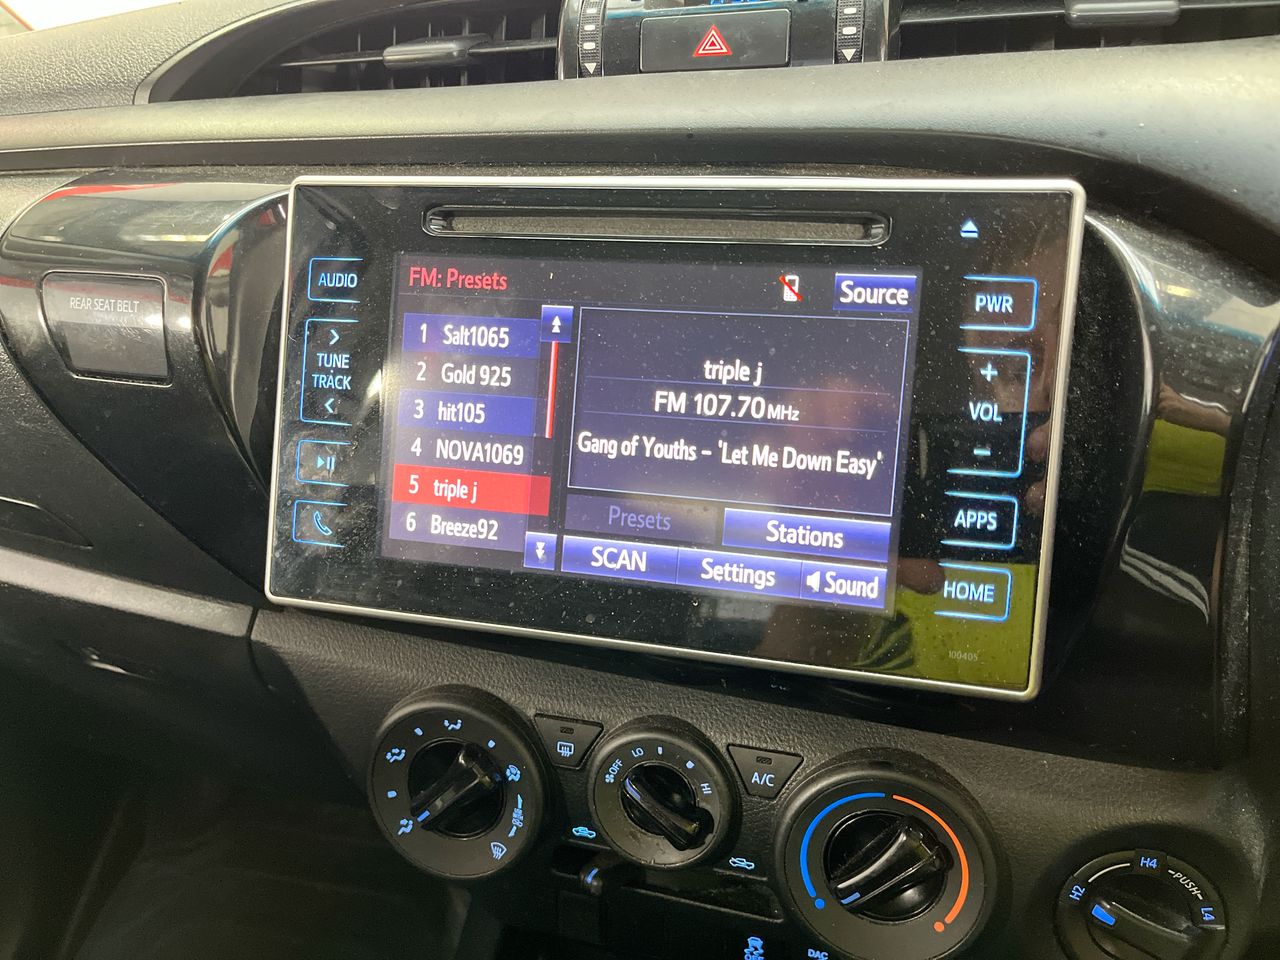 REAR SEAT BELT
AUDIO
TUNE
TRACK
FM: Presets
Source
1 Salt1065
2 Gold 925
3 hit105
4 NOVA1069
5 triple j
6 Breeze92
triple j
FM 107.70 MHz
Gang of Youths – 'Let Me Down Easy'
Presets
Stations
SCAN
Settings
Sound
PWR
+
VOL
-
APPS
HOME
100405
OFF
LO
HI
A/C
H2
H4
-PUSH-
L4
OFF
DAC